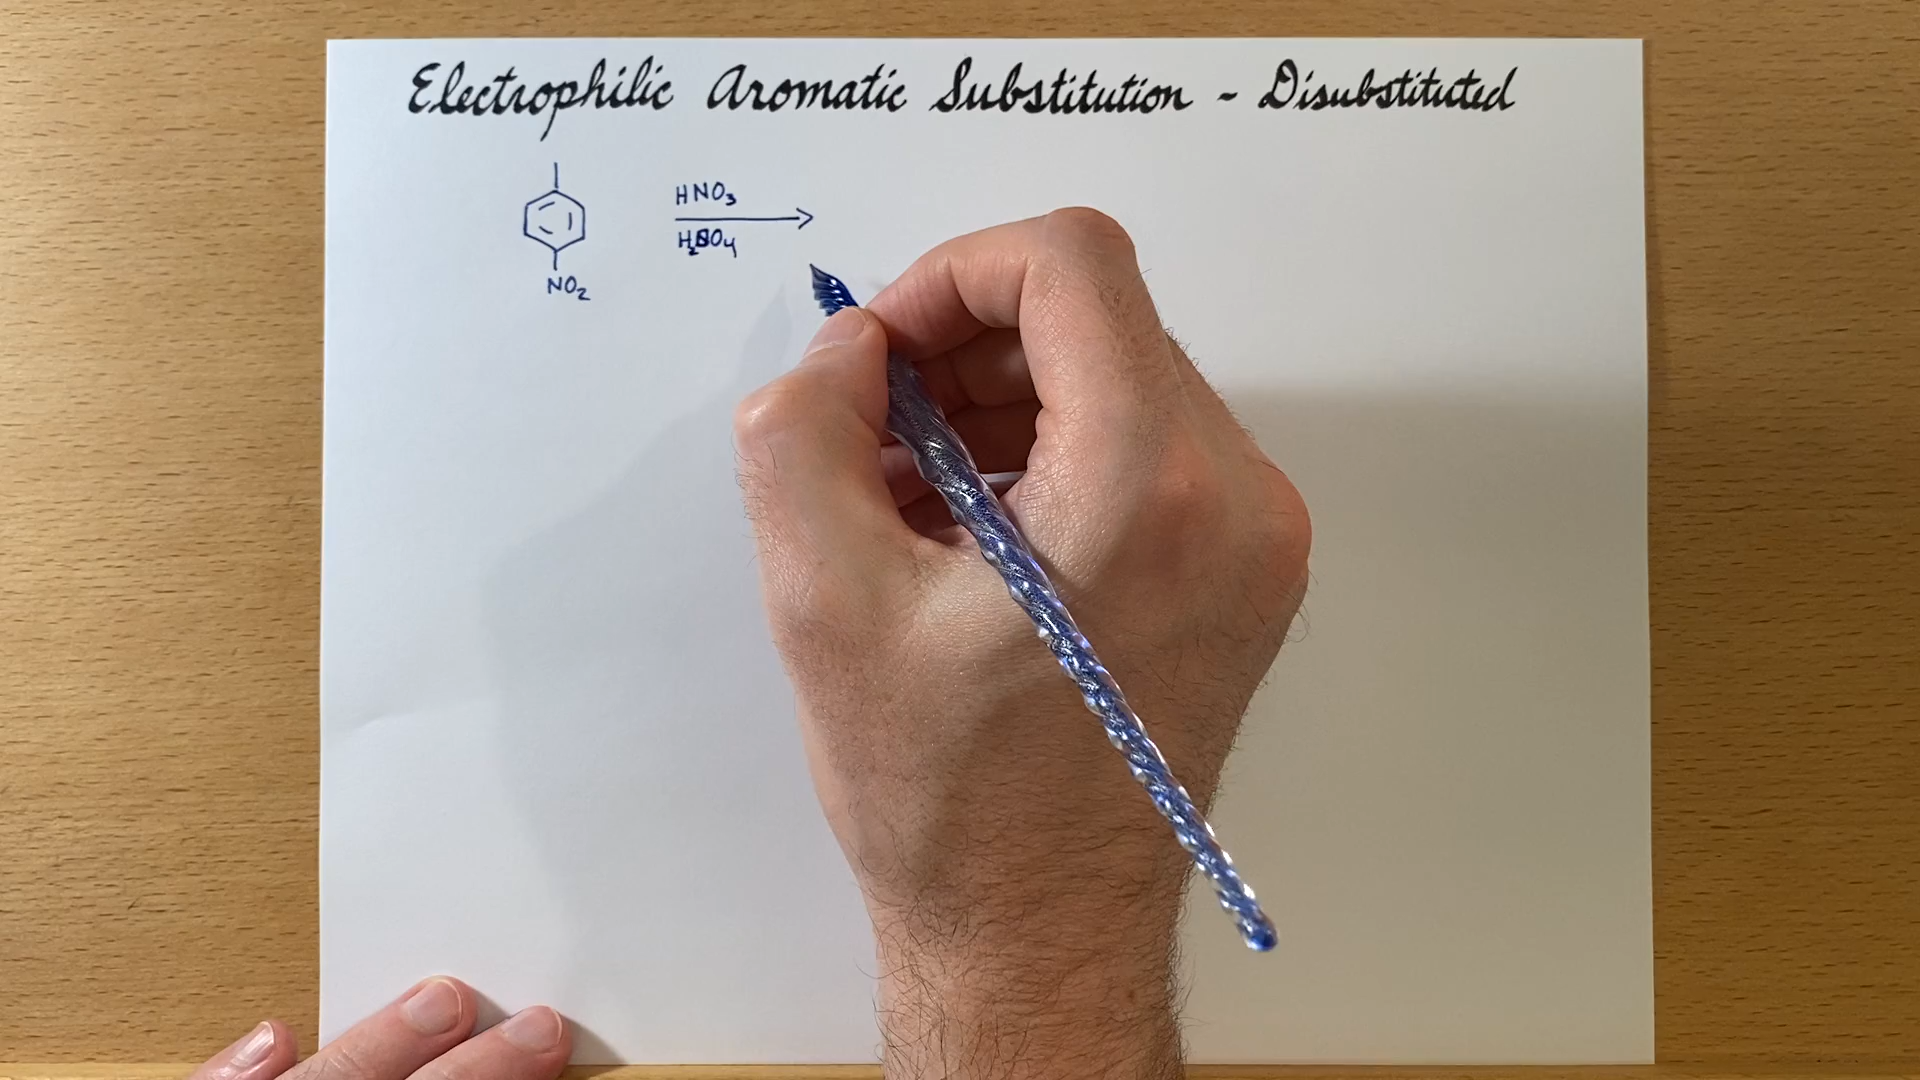 Electrophilic Aromatic Substitution - Disubstituted
HNO₃
H₂SO₄
NO₂